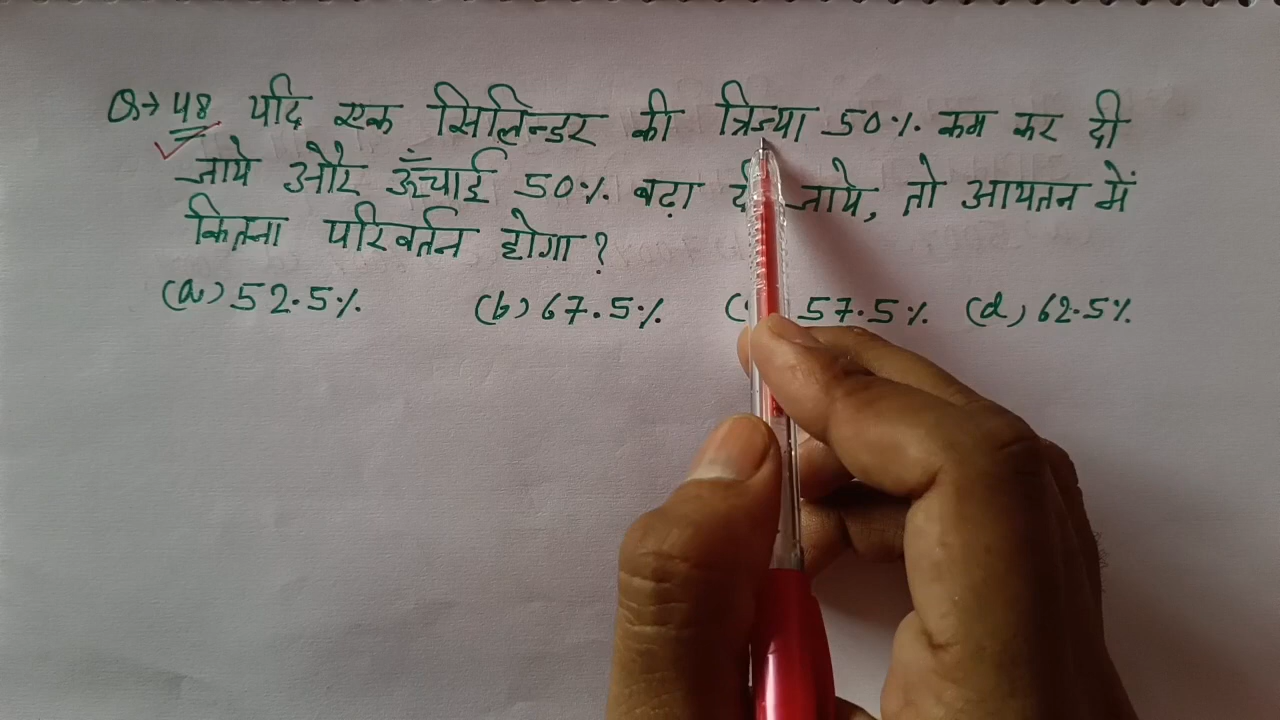 Q→48 यदि एक सिलिन्डर की त्रिज्या 50% कम कर दी
जाये और ऊँचाई 50% बढ़ा दी जाये, तो आयतन में
कितना परिवर्तन होगा?
(a) 52.5% (b) 67.5% (c) 57.5% (d) 62.5%